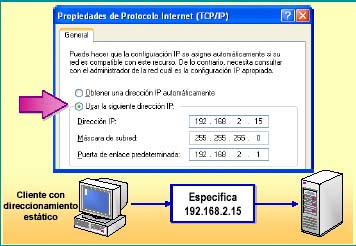 Propiedades de Protocolo Internet (TCP/IP)
General
Puede hacer que la configuración IP se asigne automáticamente si su
red es compatible con este recurso. De lo contrario, necesita consultar
con el administrador de la red cuál es la configuración IP apropiada.
Obtener una dirección IP automáticamente
Usar la siguiente dirección IP:
Dirección IP: 192 . 168 . 2 . 15
Máscara de subred: 255 . 255 . 255 . 0
Puerta de enlace predeterminada: 192 . 168 . 2 . 1
Cliente con
direccionamiento
estático
Especifica
192.168.2.15